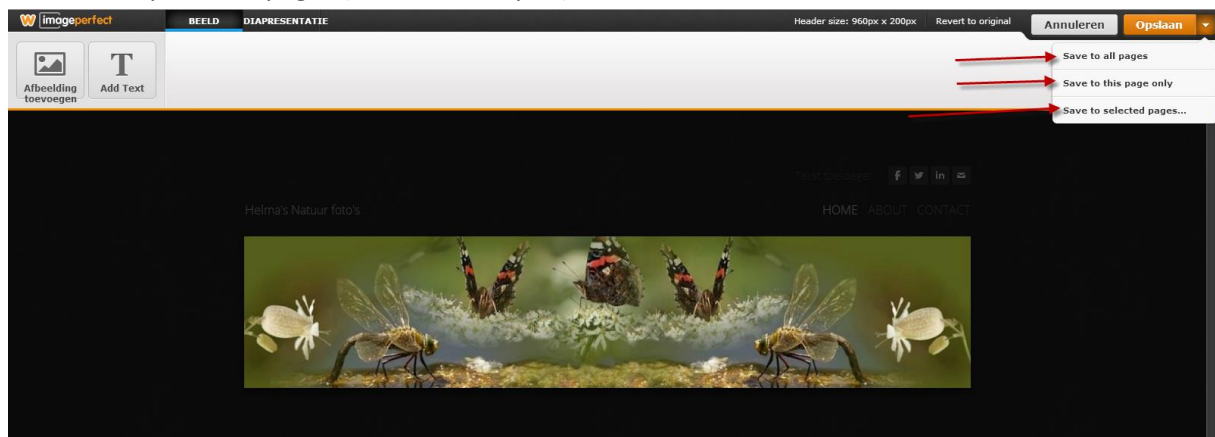 W imageperfect BEELD DIAPRESENTATIE Header size: 960px x 200px Revert to original Annuleren Opslaan
Afbeelding toevoegen
T
Add Text
Save to all pages
Save to this page only
Save to selected pages...
f in
Helma's Natuur foto's HOME ABOUT CONTACT